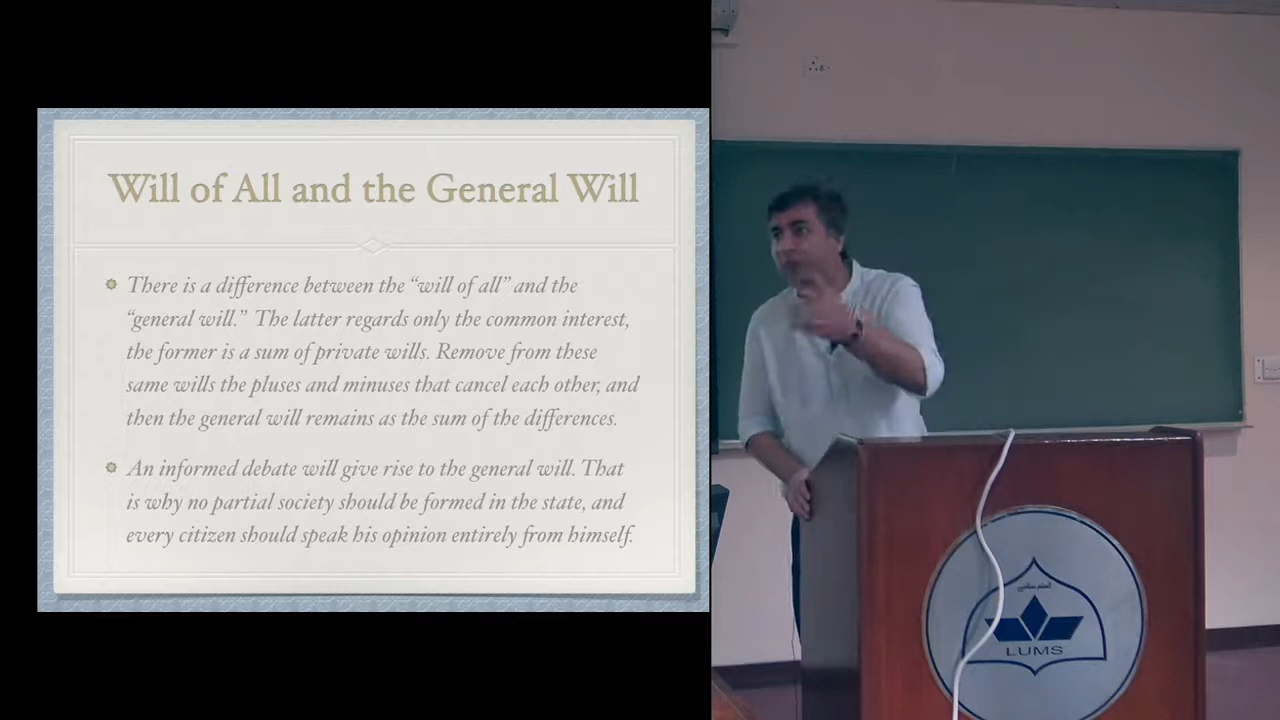 Will of All and the General Will
There is a difference between the “will of all” and the
“general will.” The latter regards only the common interest,
the former is a sum of private wills. Remove from these
same wills the pluses and minuses that cancel each other, and
then the general will remains as the sum of the differences.
An informed debate will give rise to the general will. That
is why no partial society should be formed in the state, and
every citizen should speak his opinion entirely from himself.
LUMS